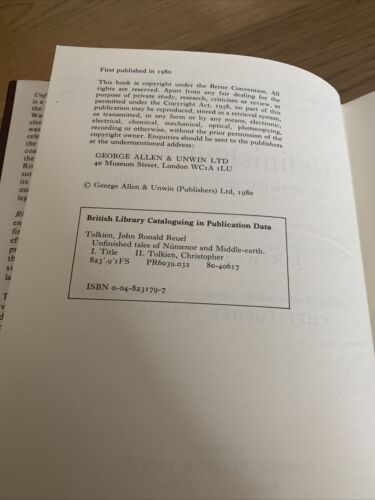 First published in 1980
This book is copyright under the Berne Convention. All
rights are reserved. Apart from any fair dealing for the
purpose of private study, research, criticism or review, as
permitted under the Copyright Act, 1956, no part of this
publication may be reproduced, stored in a retrieval system,
or transmitted, in any form or by any means, electronic,
electrical, chemical, mechanical, optical, photocopying,
recording or otherwise, without the prior permission of the
copyright owner. Enquiries should be sent to the publishers
at the undermentioned address:
GEORGE ALLEN & UNWIN LTD
40 Museum Street, London WC1A 1LU
© George Allen & Unwin (Publishers) Ltd, 1980
British Library Cataloguing in Publication Data
Tolkien, John Ronald Reuel
Unfinished tales of Númenor and Middle-earth.
I. Title II. Tolkien, Christopher
823'.9'1FS PR6039.032 80-40617
ISBN 0-04-823179-7